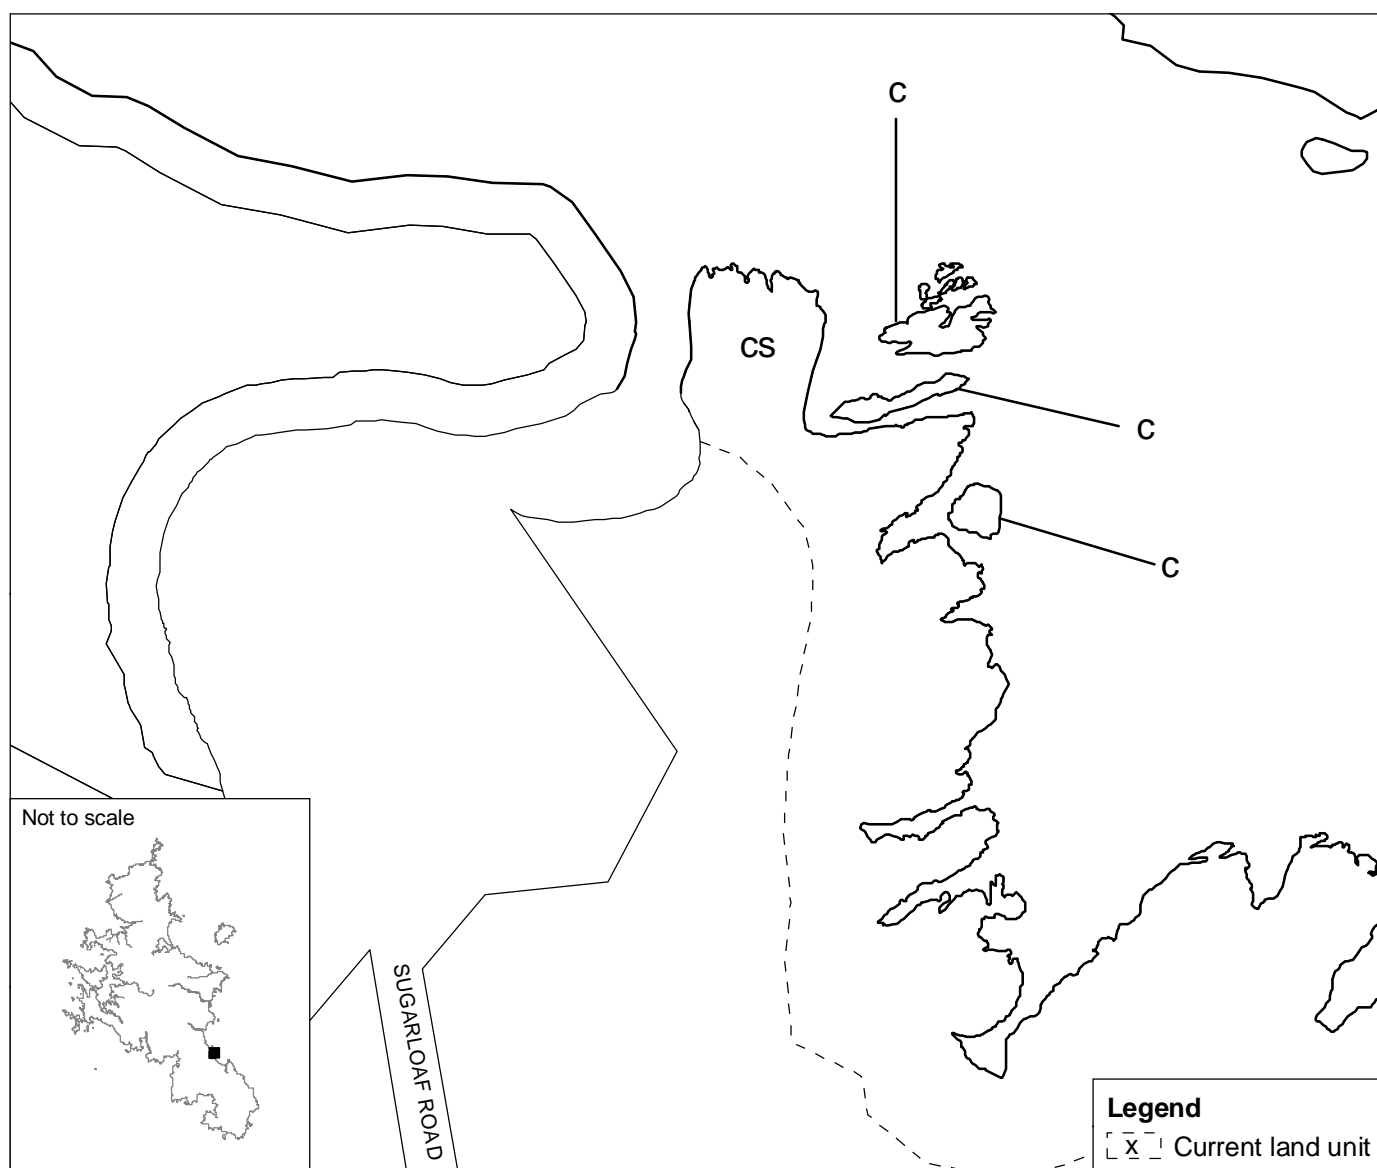 C
CS
C
C
Not to scale
SUGARLOAF ROAD
Legend
x Current land unit